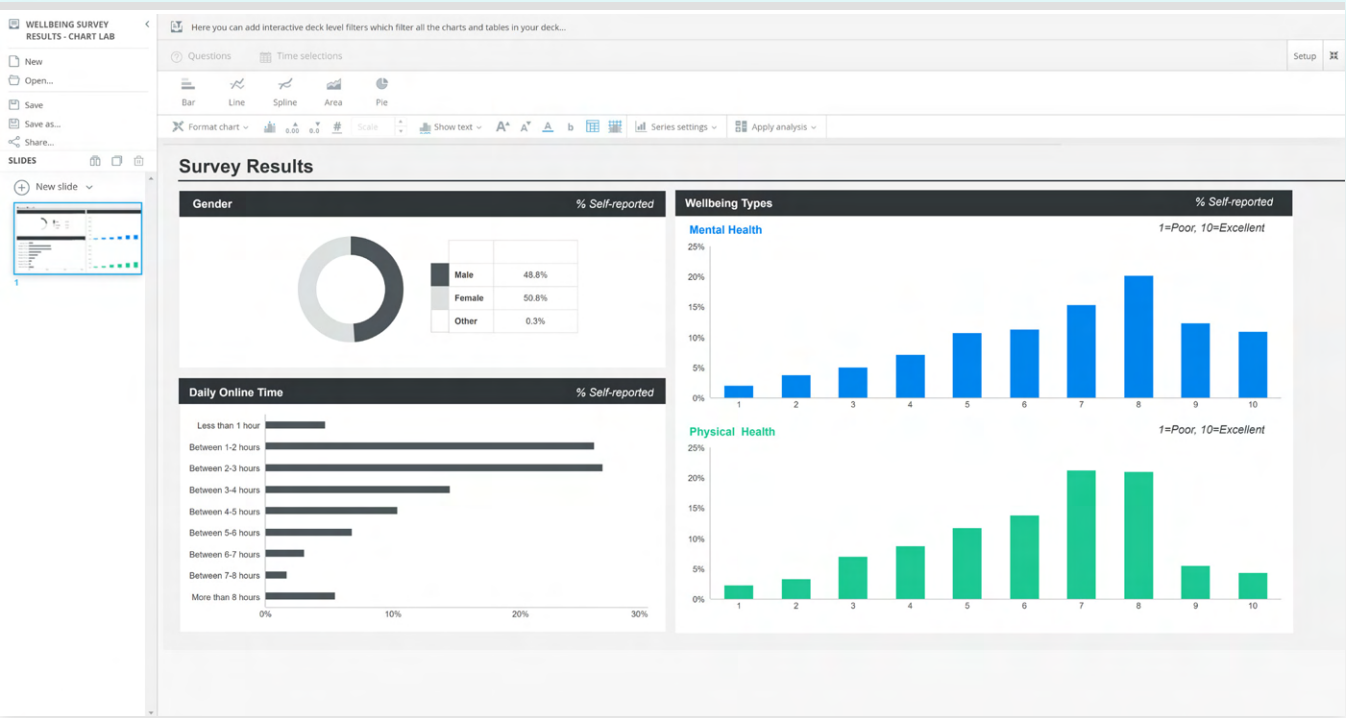 WELLBEING SURVEY
RESULTS - CHART LAB
New
Open...
Save
Save as...
Share...
SLIDES
New slide
1
Here you can add interactive deck level filters which filter all the charts and tables in your deck...
Questions
Time selections
Setup
Bar
Line
Spline
Area
Pie
Format chart
0.00
0.0
#
Scale
Show text
A
A
A
b
Series settings
Apply analysis
Survey Results
Gender
% Self-reported
Male 48.8%
Female 50.8%
Other 0.3%
Daily Online Time
% Self-reported
Less than 1 hour
Between 1-2 hours
Between 2-3 hours
Between 3-4 hours
Between 4-5 hours
Between 5-6 hours
Between 6-7 hours
Between 7-8 hours
More than 8 hours
0% 10% 20% 30%
Wellbeing Types
% Self-reported
Mental Health
1=Poor, 10=Excellent
25%
20%
15%
10%
5%
0%
1 2 3 4 5 6 7 8 9 10
Physical Health
1=Poor, 10=Excellent
25%
20%
15%
10%
5%
0%
1 2 3 4 5 6 7 8 9 10